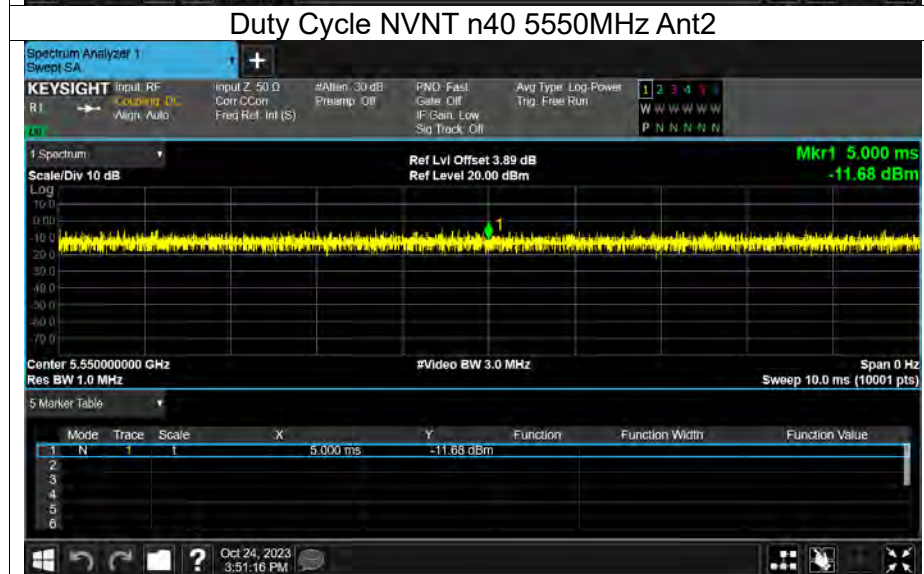 Duty Cycle NVNT n40 5550MHz Ant2
Spectrum Analyzer 1
Swept SA
+
KEYSIGHT Input: RF Input Z: 50 Ω #Atten: 30 dB PNO: Fast Avg Type: Log-Power 1 2 3 4 5 6
R L Coupling: DC Corr CCorr Preamp: Off Gate: Off Trig: Free Run W W W W W W
Align: Auto Freq Ref: Int (S) IF Gain: Low
LXI Sig Track: Off P N N N N N
1 Spectrum Ref Lvl Offset 3.89 dB Mkr1 5.000 ms
Scale/Div 10 dB Ref Level 20.00 dBm -11.68 dBm
Log
10.0
0.00
-10.0
-20.0
-30.0
-40.0
-50.0
-60.0
-70.0
1
Center 5.550000000 GHz #Video BW 3.0 MHz Span 0 Hz
Res BW 1.0 MHz Sweep 10.0 ms (10001 pts)
5 Marker Table
Mode Trace Scale X Y Function Function Width Function Value
1 N 1 t 5.000 ms -11.68 dBm
2
3
4
5
6
? Oct 24, 2023
3:51:16 PM